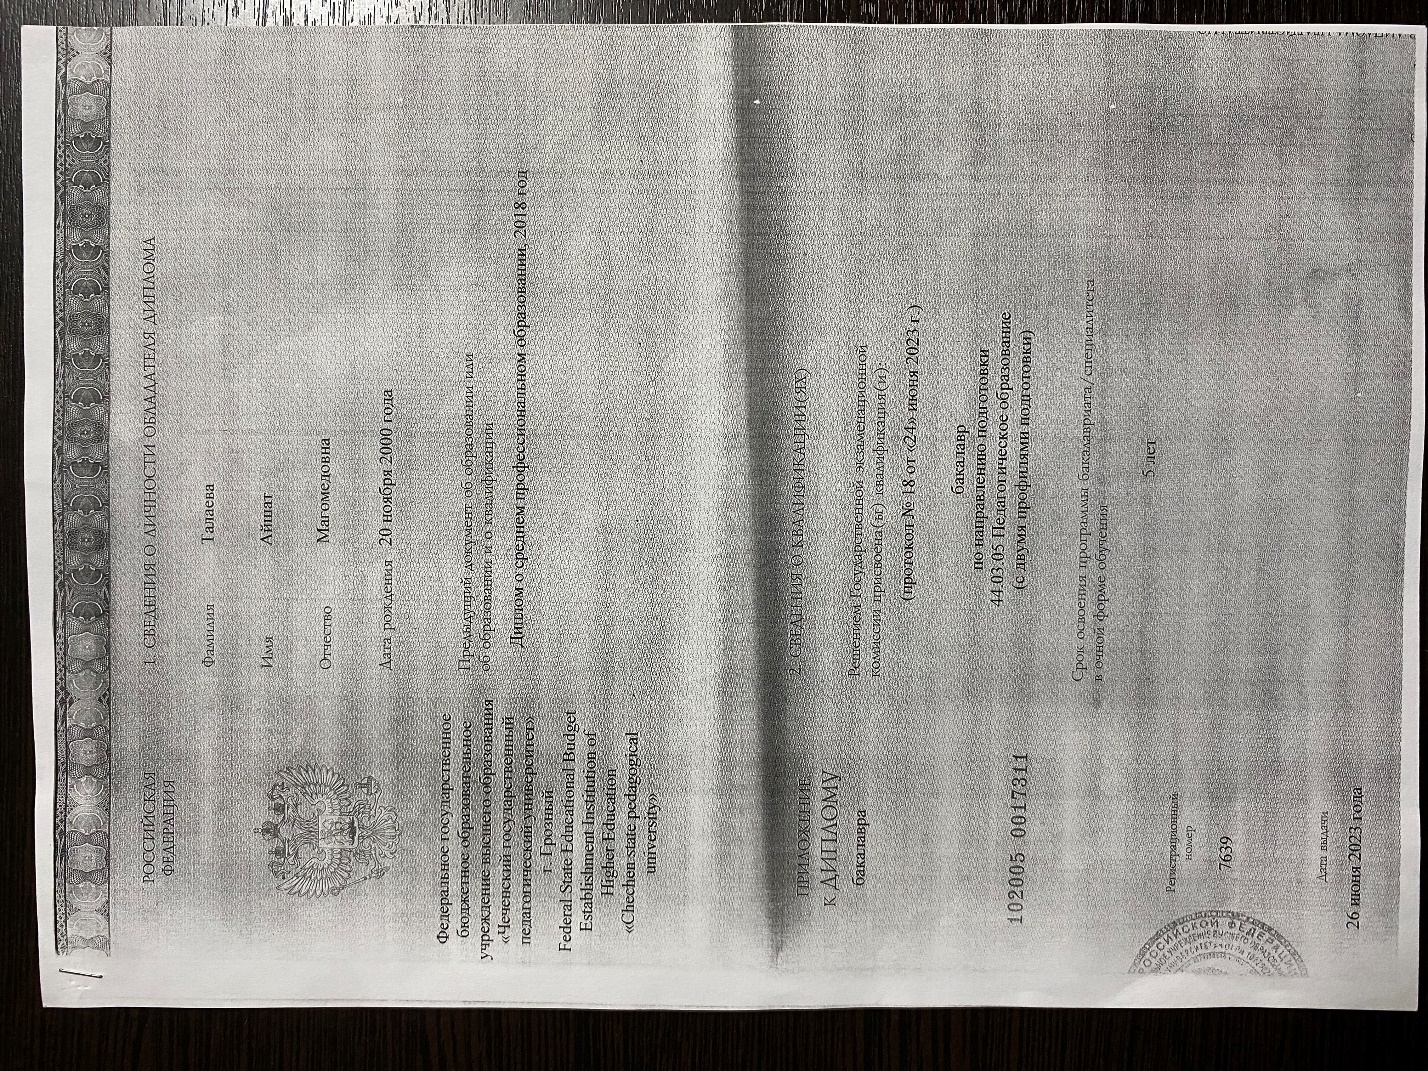 РОССИЙСКАЯ
ФЕДЕРАЦИЯ
Федеральное государственное
бюджетное образовательное
учреждение высшего образования
«Чеченский государственный
педагогический университет»
г. Грозный
Federal State Educational Budget
Establishment Institution of
Higher Education
«Chechen state pedagogical
university»
1. СВЕДЕНИЯ О ЛИЧНОСТИ ОБЛАДАТЕЛЯ ДИПЛОМА
Фамилия Талаева
Имя Айшат
Отчество Магомедовна
Дата рождения 20 ноября 2000 года
Предыдущий документ об образовании или
об образовании и о квалификации
Диплом о среднем профессиональном образовании, 2018 год
ПРИЛОЖЕНИЕ
к ДИПЛОМУ
бакалавра
102005 0017311
Регистрационный
номер
7639
Дата выдачи
26 июня 2023 года
2. СВЕДЕНИЯ О КВАЛИФИКАЦИИ(ЯХ)
Решением Государственной экзаменационной
комиссии присвоена(ы) квалификация(и):
(протокол № 18 от «24» июня 2023 г.)
бакалавр
по направлению подготовки
44.03.05 Педагогическое образование
(с двумя профилями подготовки)
Срок освоения программы бакалавриата/специалитета
в очной форме обучения
5 лет
РОССИЙСКОЙ ФЕДЕРАЦИИ